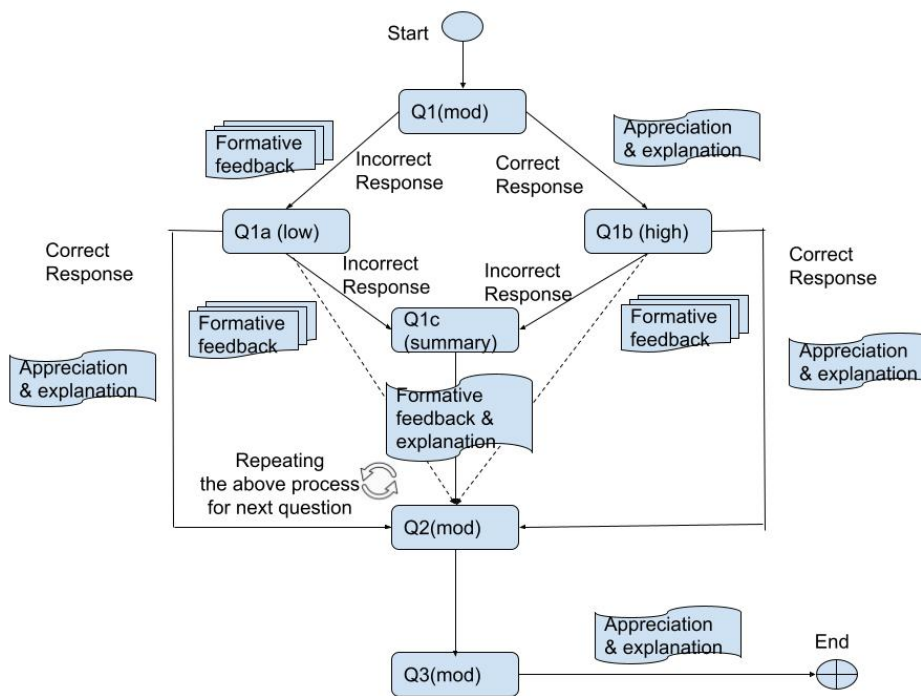 Start
Q1(mod)
Formative
feedback
Appreciation
& explanation
Incorrect
Response
Correct
Response
Q1a (low)
Q1b (high)
Correct
Response
Incorrect
Response
Incorrect
Response
Correct
Response
Formative
feedback
Q1c
(summary)
Formative
feedback
Appreciation
& explanation
Appreciation
& explanation
Formative
feedback &
explanation
Repeating
the above process
for next question
Q2(mod)
Appreciation
& explanation
End
Q3(mod)